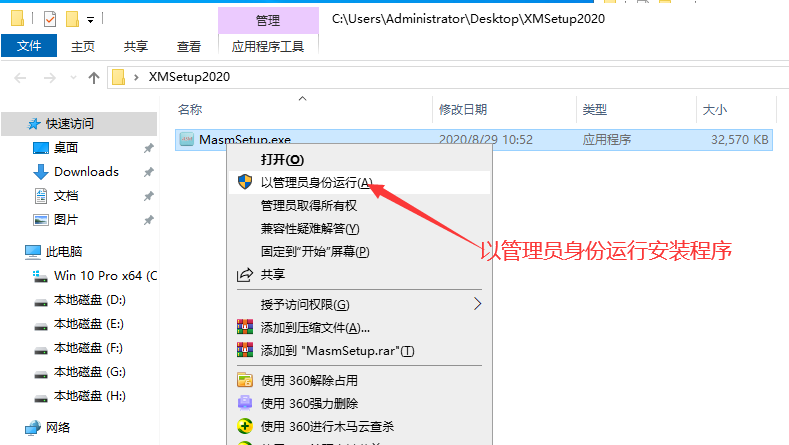 管理
C:\Users\Administrator\Desktop\XMSetup2020
文件
主页
共享
查看
应用程序工具
XMSetup2020
名称
修改日期
类型
大小
快速访问
桌面
Downloads
文档
图片
此电脑
Win 10 Pro x64 (C
本地磁盘 (D:)
本地磁盘 (E:)
本地磁盘 (F:)
本地磁盘 (G:)
本地磁盘 (H:)
网络
MasmSetup.exe
2020/8/29 10:52
应用程序
32,570 KB
打开(O)
以管理员身份运行(A)
管理员取得所有权
兼容性疑难解答(Y)
固定到"开始"屏幕(P)
共享
授予访问权限(G)
添加到压缩文件(A)...
添加到 "MasmSetup.rar"(T)
使用 360解除占用
使用 360强力删除
使用 360进行木马云查杀
以管理员身份运行安装程序